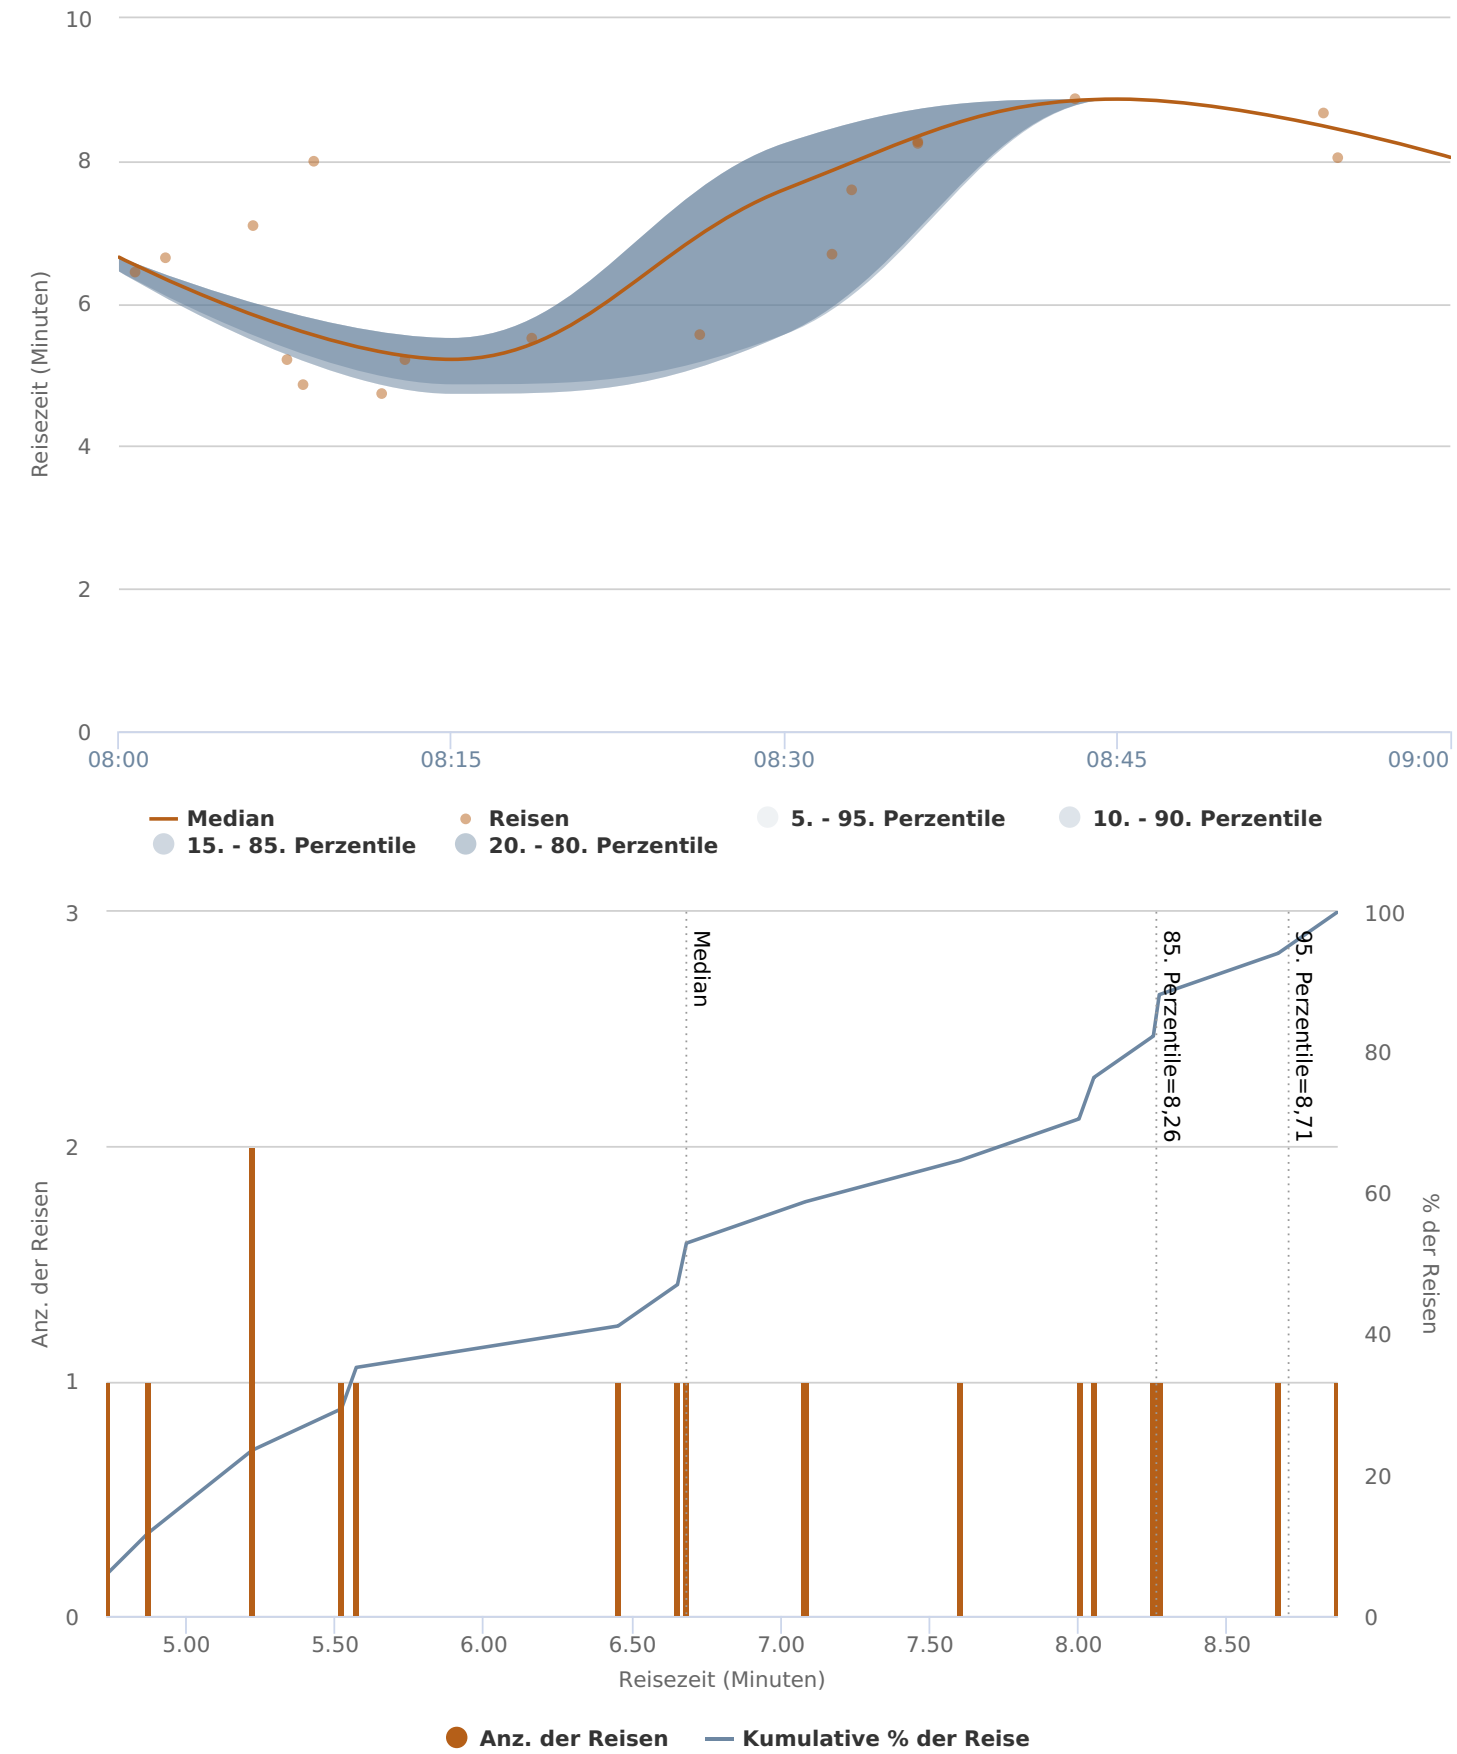 10
8
6
4
2
0
Reisezeit (Minuten)
08:00 08:15 08:30 08:45 09:00
Median Reisen 5. - 95. Perzentile 10. - 90. Perzentile
15. - 85. Perzentile 20. - 80. Perzentile
3
2
1
0
Anz. der Reisen
Median
85. Perzentile=8,26
95. Perzentile=8,71
100
80
60
40
20
0
% der Reisen
5.00 5.50 6.00 6.50 7.00 7.50 8.00 8.50
Reisezeit (Minuten)
Anz. der Reisen Kumulative % der Reise